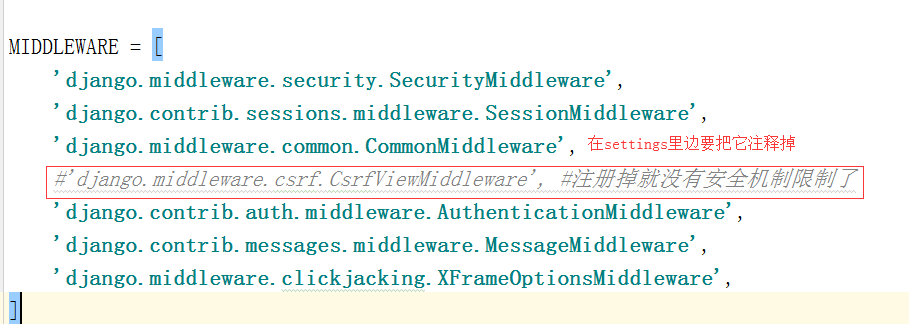 MIDDLEWARE = [
'django.middleware.security.SecurityMiddleware',
'django.contrib.sessions.middleware.SessionMiddleware',
'django.middleware.common.CommonMiddleware', 在settings里边要把它注释掉
#'django.middleware.csrf.CsrfViewMiddleware', #注册掉就没有安全机制限制了
'django.contrib.auth.middleware.AuthenticationMiddleware',
'django.contrib.messages.middleware.MessageMiddleware',
'django.middleware.clickjacking.XFrameOptionsMiddleware',
]